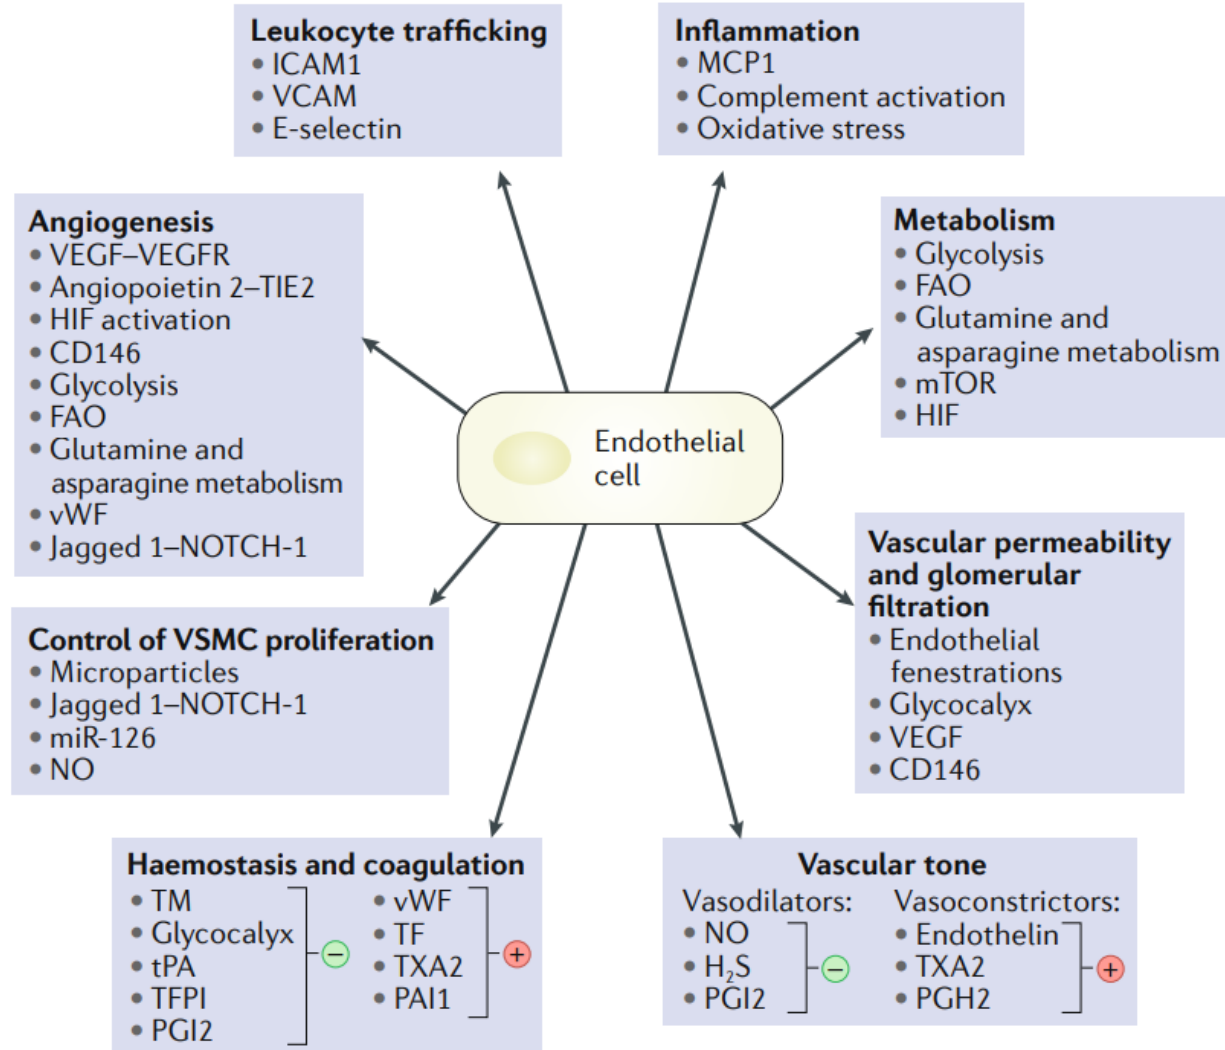 Leukocyte trafficking
• ICAM1
• VCAM
• E-selectin
Inflammation
• MCP1
• Complement activation
• Oxidative stress
Angiogenesis
• VEGF–VEGFR
• Angiopoietin 2–TIE2
• HIF activation
• CD146
• Glycolysis
• FAO
• Glutamine and
asparagine metabolism
• vWF
• Jagged 1–NOTCH-1
Metabolism
• Glycolysis
• FAO
• Glutamine and
asparagine metabolism
• mTOR
• HIF
Endothelial
cell
Control of VSMC proliferation
• Microparticles
• Jagged 1–NOTCH-1
• miR-126
• NO
Vascular permeability
and glomerular
filtration
• Endothelial
fenestrations
• Glycocalyx
• VEGF
• CD146
Haemostasis and coagulation
• TM
• Glycocalyx
• tPA
• TFPI
• PGI2
−
• vWF
• TF
• TXA2
• PAI1
+
Vascular tone
Vasodilators:
• NO
• H₂S
• PGI2
−
Vasoconstrictors:
• Endothelin
• TXA2
• PGH2
+